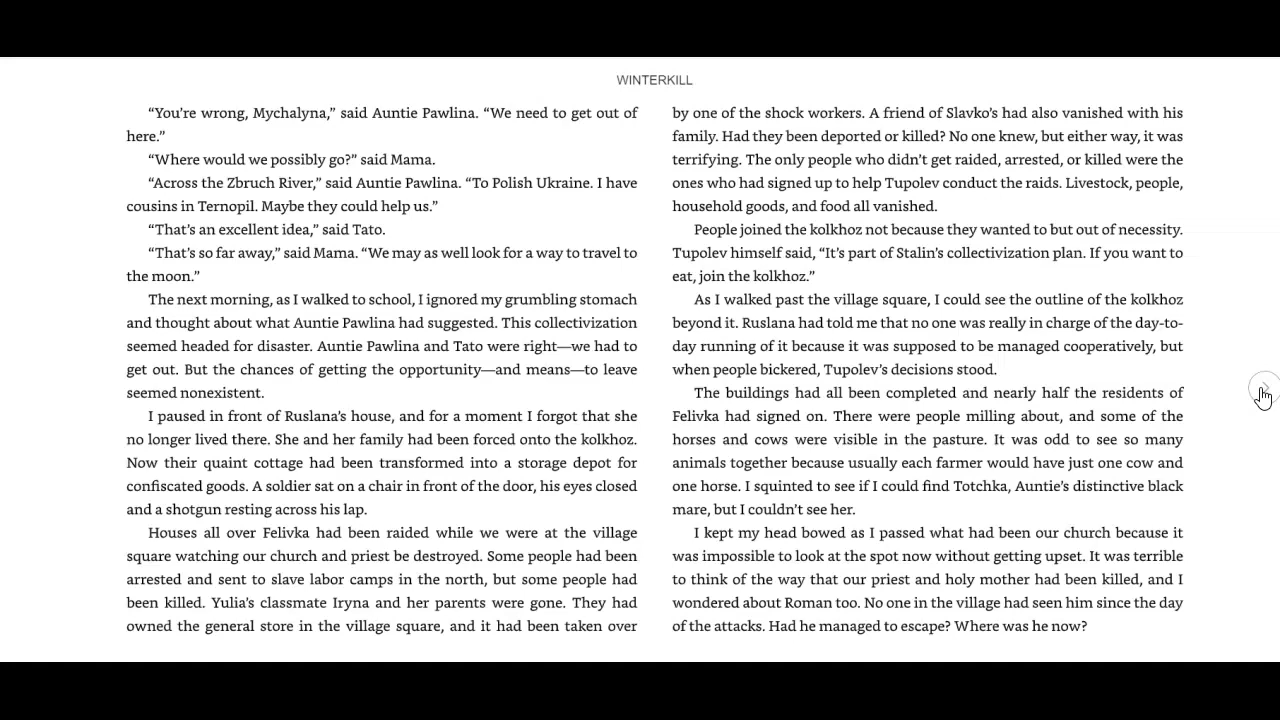 WINTERKILL
“You’re wrong, Mychalyna,” said Auntie Pawlina. “We need to get out of
here.”
“Where would we possibly go?” said Mama.
“Across the Zbruch River,” said Auntie Pawlina. “To Polish Ukraine. I have
cousins in Ternopil. Maybe they could help us.”
“That’s an excellent idea,” said Tato.
“That’s so far away,” said Mama. “We may as well look for a way to travel to
the moon.”
The next morning, as I walked to school, I ignored my grumbling stomach
and thought about what Auntie Pawlina had suggested. This collectivization
seemed headed for disaster. Auntie Pawlina and Tato were right—we had to
get out. But the chances of getting the opportunity—and means—to leave
seemed nonexistent.
I paused in front of Ruslana’s house, and for a moment I forgot that she
no longer lived there. She and her family had been forced onto the kolkhoz.
Now their quaint cottage had been transformed into a storage depot for
confiscated goods. A soldier sat on a chair in front of the door, his eyes closed
and a shotgun resting across his lap.
Houses all over Felivka had been raided while we were at the village
square watching our church and priest be destroyed. Some people had been
arrested and sent to slave labor camps in the north, but some people had
been killed. Yulia’s classmate Iryna and her parents were gone. They had
owned the general store in the village square, and it had been taken over
by one of the shock workers. A friend of Slavko’s had also vanished with his
family. Had they been deported or killed? No one knew, but either way, it was
terrifying. The only people who didn’t get raided, arrested, or killed were the
ones who had signed up to help Tupolev conduct the raids. Livestock, people,
household goods, and food all vanished.
People joined the kolkhoz not because they wanted to but out of necessity.
Tupolev himself said, “It’s part of Stalin’s collectivization plan. If you want to
eat, join the kolkhoz.”
As I walked past the village square, I could see the outline of the kolkhoz
beyond it. Ruslana had told me that no one was really in charge of the day-to-
day running of it because it was supposed to be managed cooperatively, but
when people bickered, Tupolev’s decisions stood.
The buildings had all been completed and nearly half the residents of
Felivka had signed on. There were people milling about, and some of the
horses and cows were visible in the pasture. It was odd to see so many
animals together because usually each farmer would have just one cow and
one horse. I squinted to see if I could find Totchka, Auntie’s distinctive black
mare, but I couldn’t see her.
I kept my head bowed as I passed what had been our church because it
was impossible to look at the spot now without getting upset. It was terrible
to think of the way that our priest and holy mother had been killed, and I
wondered about Roman too. No one in the village had seen him since the day
of the attacks. Had he managed to escape? Where was he now?